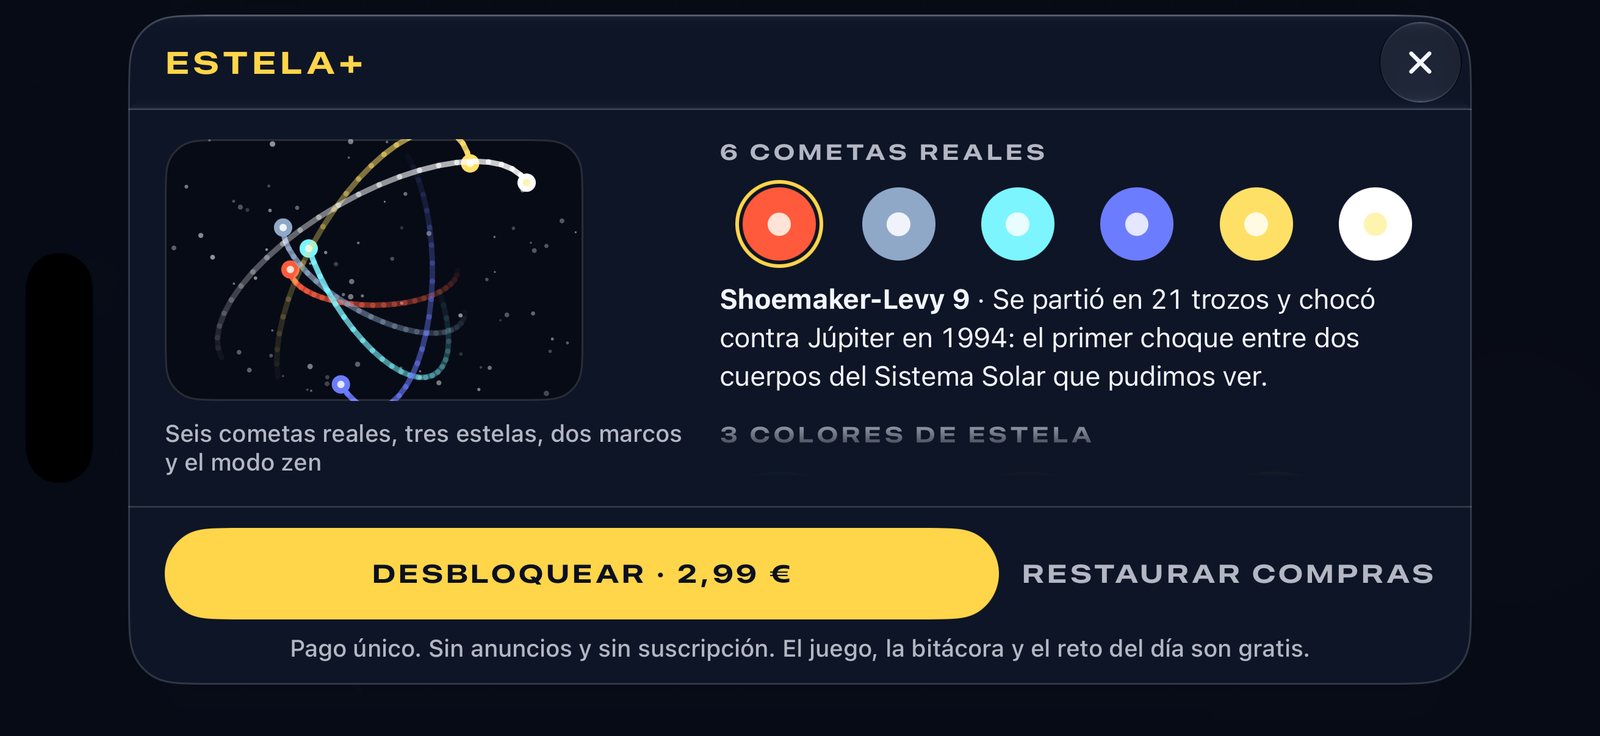 ESTELA+
Seis cometas reales, tres estelas, dos marcos
y el modo zen
6 COMETAS REALES
Shoemaker-Levy 9 · Se partió en 21 trozos y chocó
contra Júpiter en 1994: el primer choque entre dos
cuerpos del Sistema Solar que pudimos ver.
3 COLORES DE ESTELA
DESBLOQUEAR · 2,99 €
RESTAURAR COMPRAS
Pago único. Sin anuncios y sin suscripción. El juego, la bitácora y el reto del día son gratis.